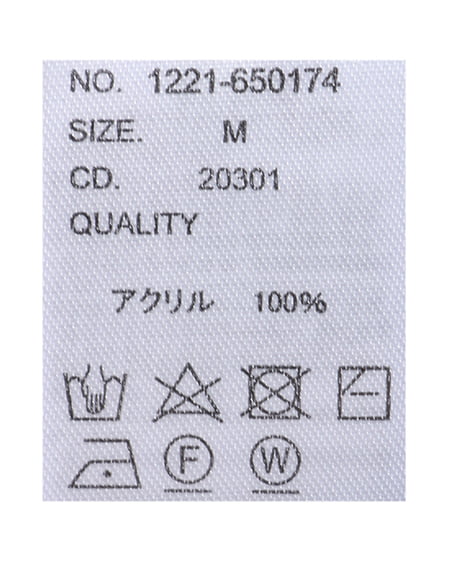 NO. 1221-650174
SIZE. M
CD. 20301
QUALITY
アクリル 100%
F W